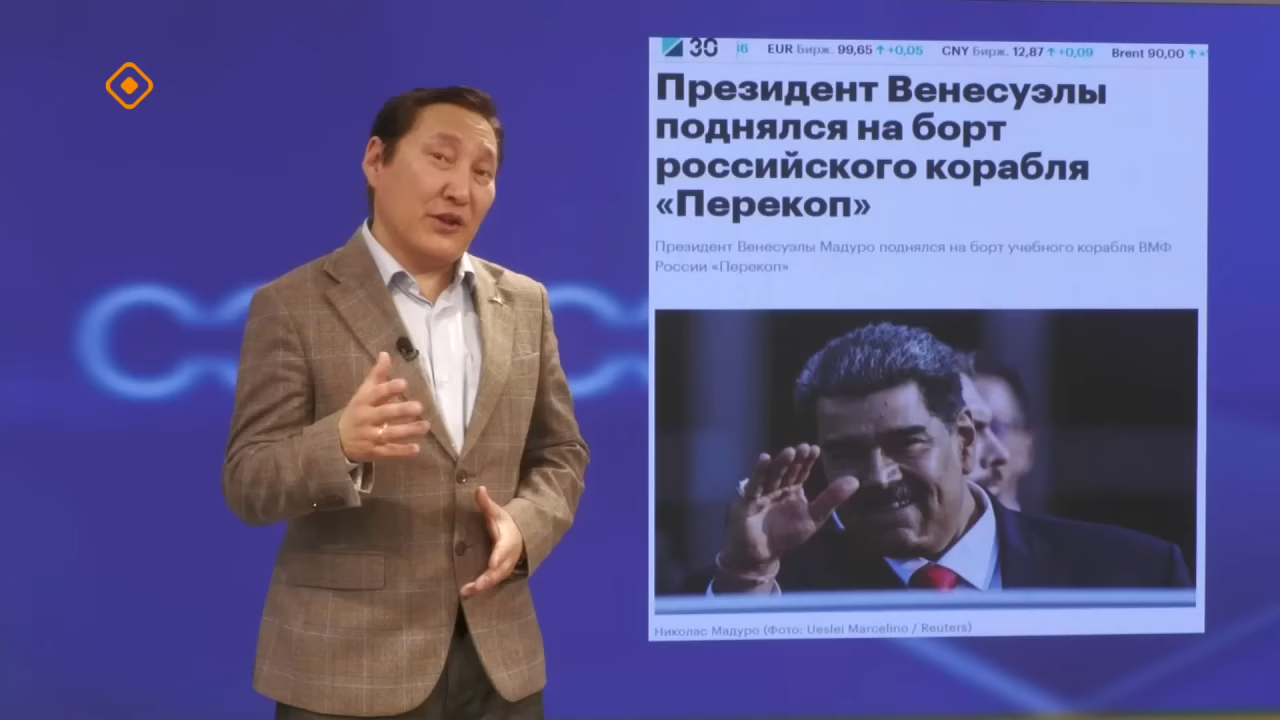 30 16 EUR Бирж. 99,65 ↑ +0,05 CNY Бирж. 12,87 ↑ +0,09 Brent 90,00 ↑
Президент Венесуэлы
поднялся на борт
российского корабля
«Перекоп»
Президент Венесуэлы Мадуро поднялся на борт учебного корабля ВМФ
России «Перекоп»
Николас Мадуро (Фото: Ueslei Marcelino / Reuters)